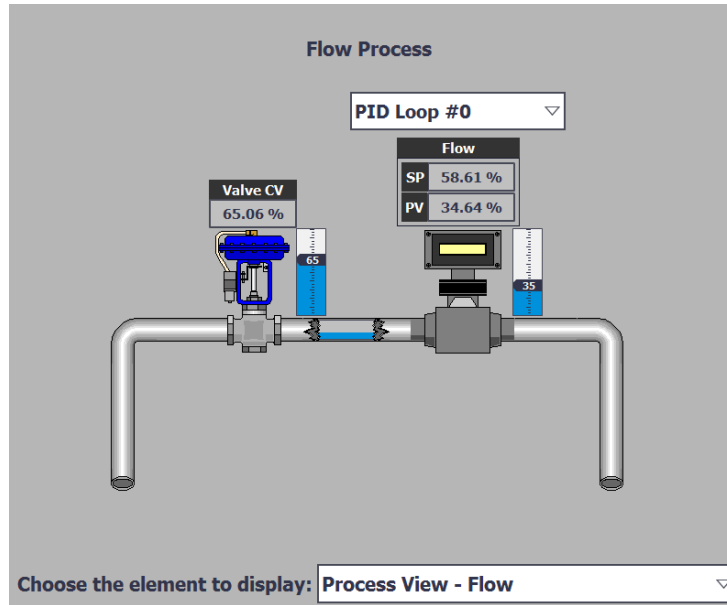 Flow Process
PID Loop #0
Flow
SP 58.61 %
PV 34.64 %
Valve CV
65.06 %
65
35
Choose the element to display: Process View - Flow